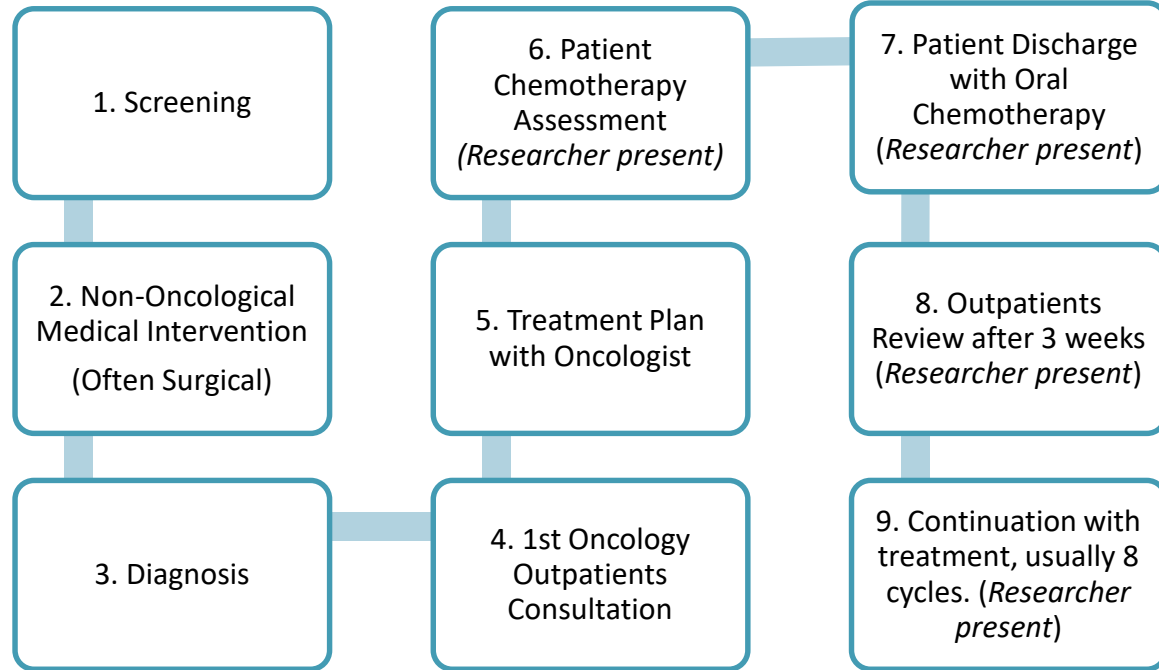 1. Screening
2. Non-Oncological
Medical Intervention
(Often Surgical)
3. Diagnosis
4. 1st Oncology
Outpatients
Consultation
5. Treatment Plan
with Oncologist
6. Patient
Chemotherapy
Assessment
(Researcher present)
7. Patient Discharge
with Oral
Chemotherapy
(Researcher present)
8. Outpatients
Review after 3 weeks
(Researcher present)
9. Continuation with
treatment, usually 8
cycles. (Researcher
present)